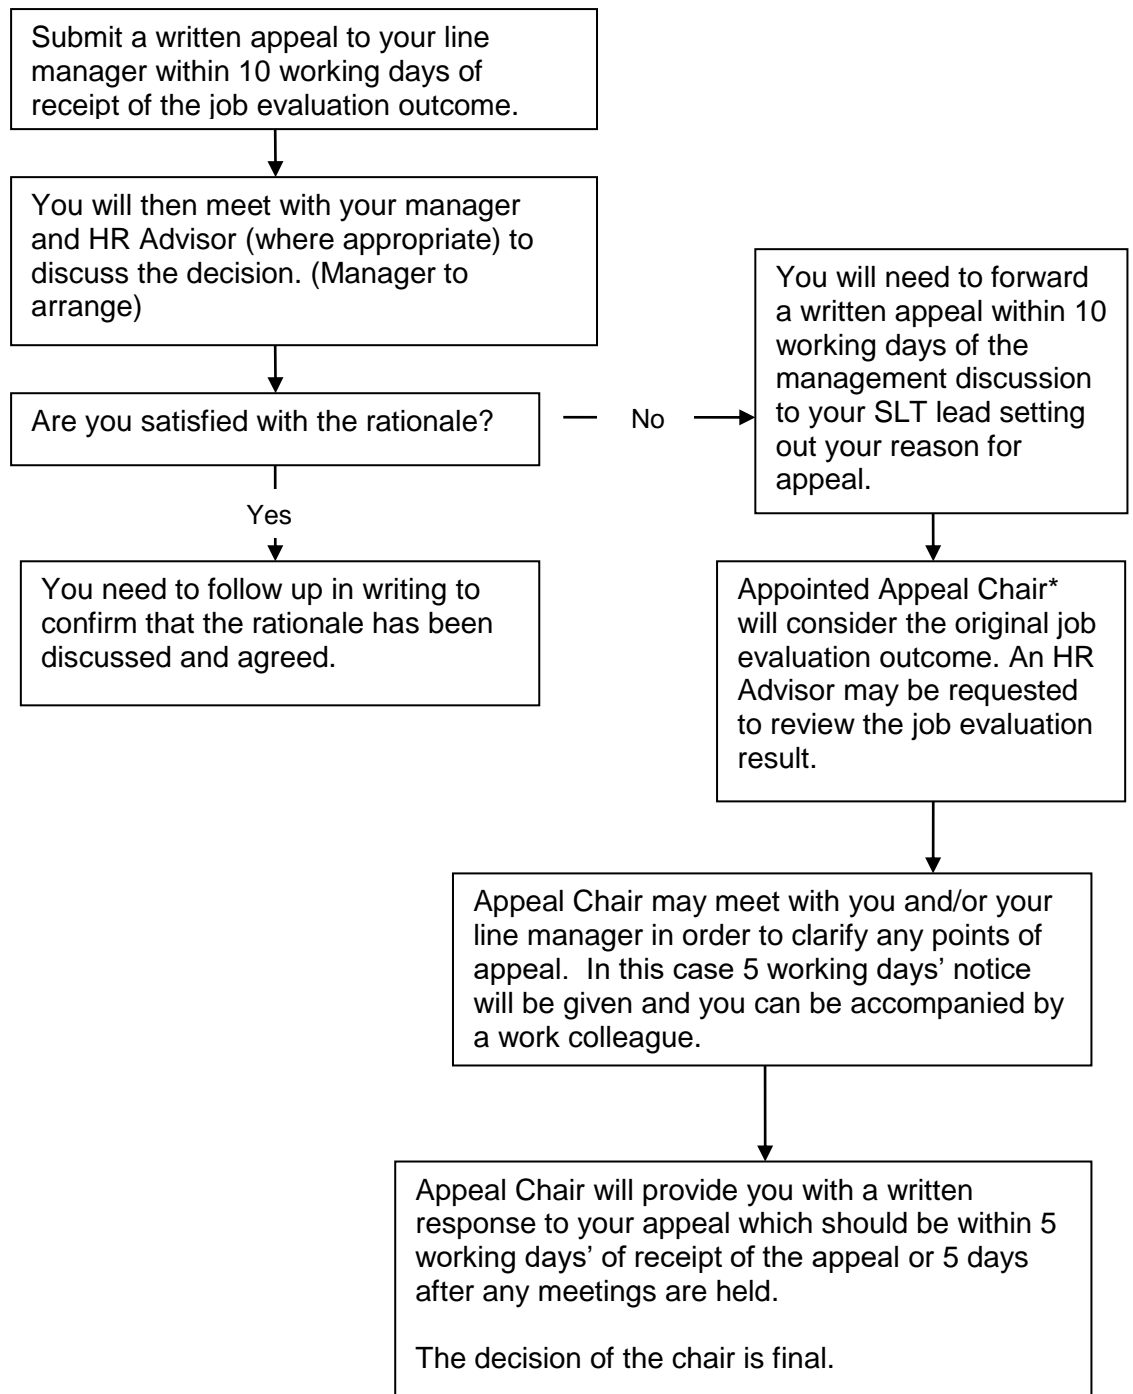 Submit a written appeal to your line
manager within 10 working days of
receipt of the job evaluation outcome.
You will then meet with your manager
and HR Advisor (where appropriate) to
discuss the decision. (Manager to
arrange)
Are you satisfied with the rationale?
No
You will need to forward
a written appeal within 10
working days of the
management discussion
to your SLT lead setting
out your reason for
appeal.
Yes
You need to follow up in writing to
confirm that the rationale has been
discussed and agreed.
Appointed Appeal Chair*
will consider the original job
evaluation outcome. An HR
Advisor may be requested
to review the job evaluation
result.
Appeal Chair may meet with you and/or your
line manager in order to clarify any points of
appeal.  In this case 5 working days’ notice
will be given and you can be accompanied by
a work colleague.
Appeal Chair will provide you with a written
response to your appeal which should be within 5
working days’ of receipt of the appeal or 5 days
after any meetings are held.
The decision of the chair is final.